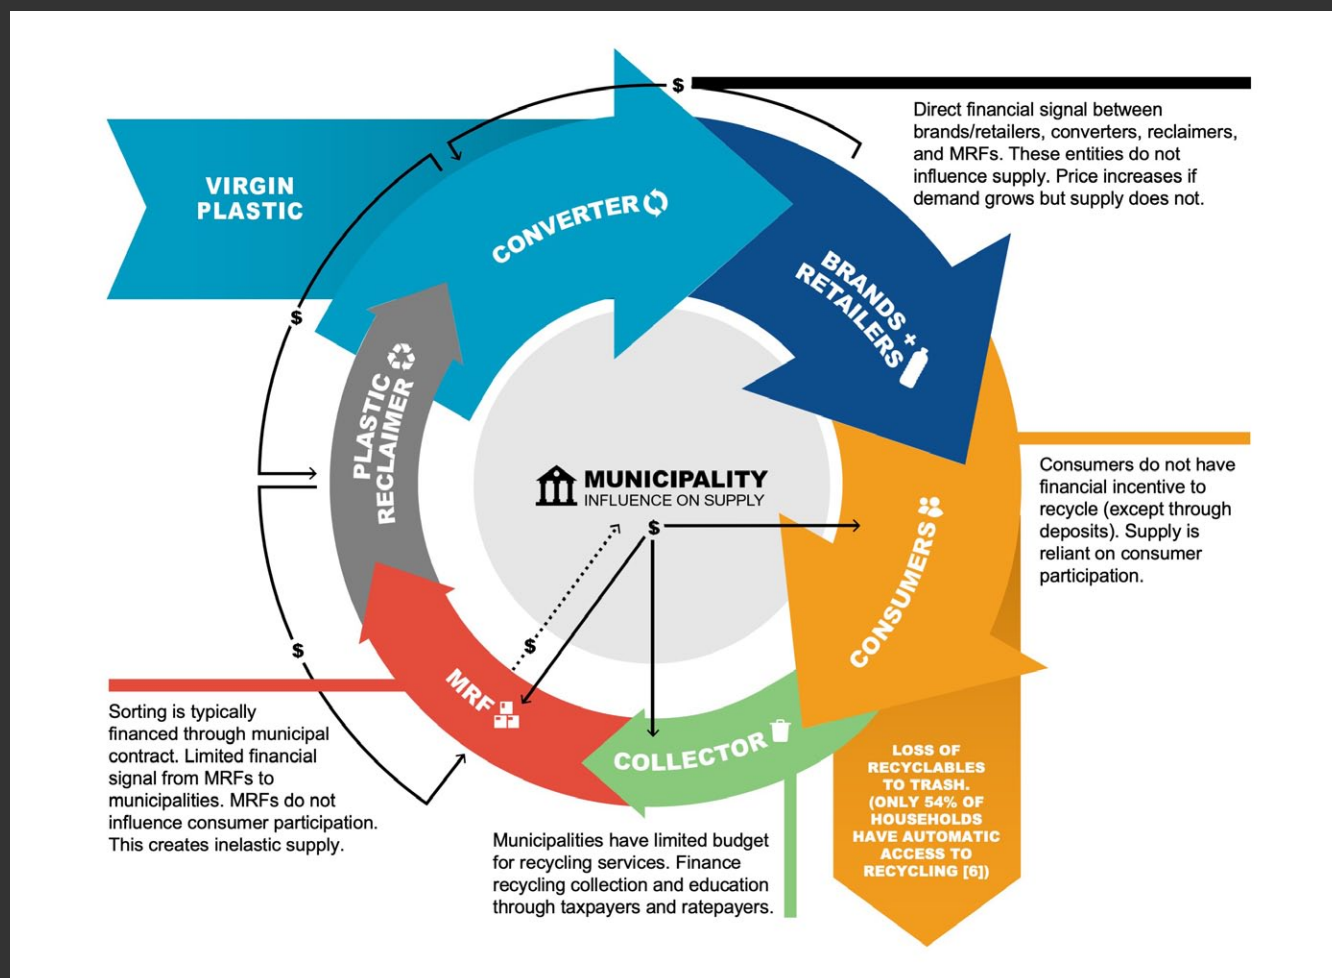 $
Direct financial signal between
brands/retailers, converters, reclaimers,
and MRFs. These entities do not
influence supply. Price increases if
demand grows but supply does not.
VIRGIN
PLASTIC
CONVERTER
BRANDS +
RETAILERS
$
PLASTIC
RECLAIMER
MUNICIPALITY
INFLUENCE ON SUPPLY
$
Consumers do not have
financial incentive to
recycle (except through
deposits). Supply is
reliant on consumer
participation.
CONSUMERS
$
$
MRF
Sorting is typically
financed through municipal
contract. Limited financial
signal from MRFs to
municipalities. MRFs do not
influence consumer participation.
This creates inelastic supply.
COLLECTOR
Municipalities have limited budget
for recycling services. Finance
recycling collection and education
through taxpayers and ratepayers.
LOSS OF
RECYCLABLES
TO TRASH.
(ONLY 54% OF
HOUSEHOLDS
HAVE AUTOMATIC
ACCESS TO
RECYCLING [6])